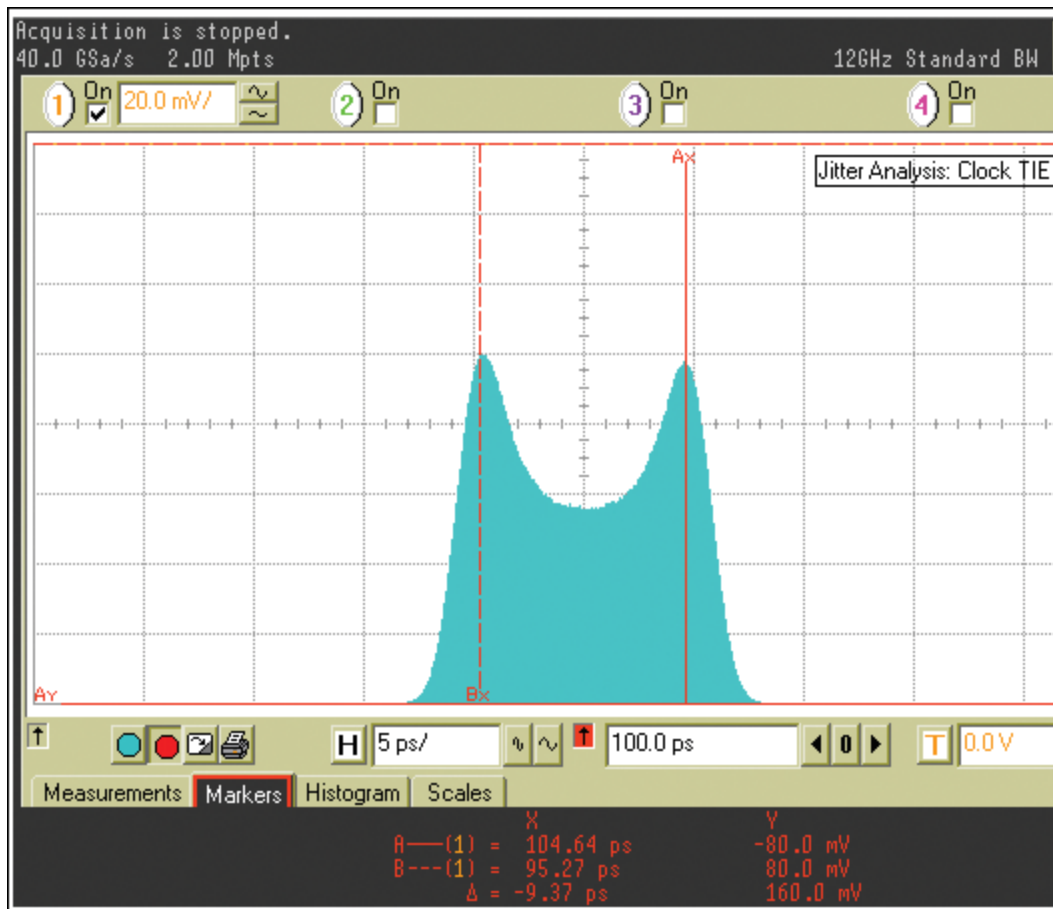 Acquisition is stopped.
40.0 GSa/s 2.00 Mpts 12GHz Standard BW
1 On 20.0 mV/ 2 On 3 On 4 On
Ax
Jitter Analysis: Clock TIE
AY Bx
H 5 ps/ 100.0 ps 0 T 0.0 V
Measurements Markers Histogram Scales
X Y
A——(1) = 104.64 ps -80.0 mV
B---(1) = 95.27 ps 80.0 mV
Δ = -9.37 ps 160.0 mV